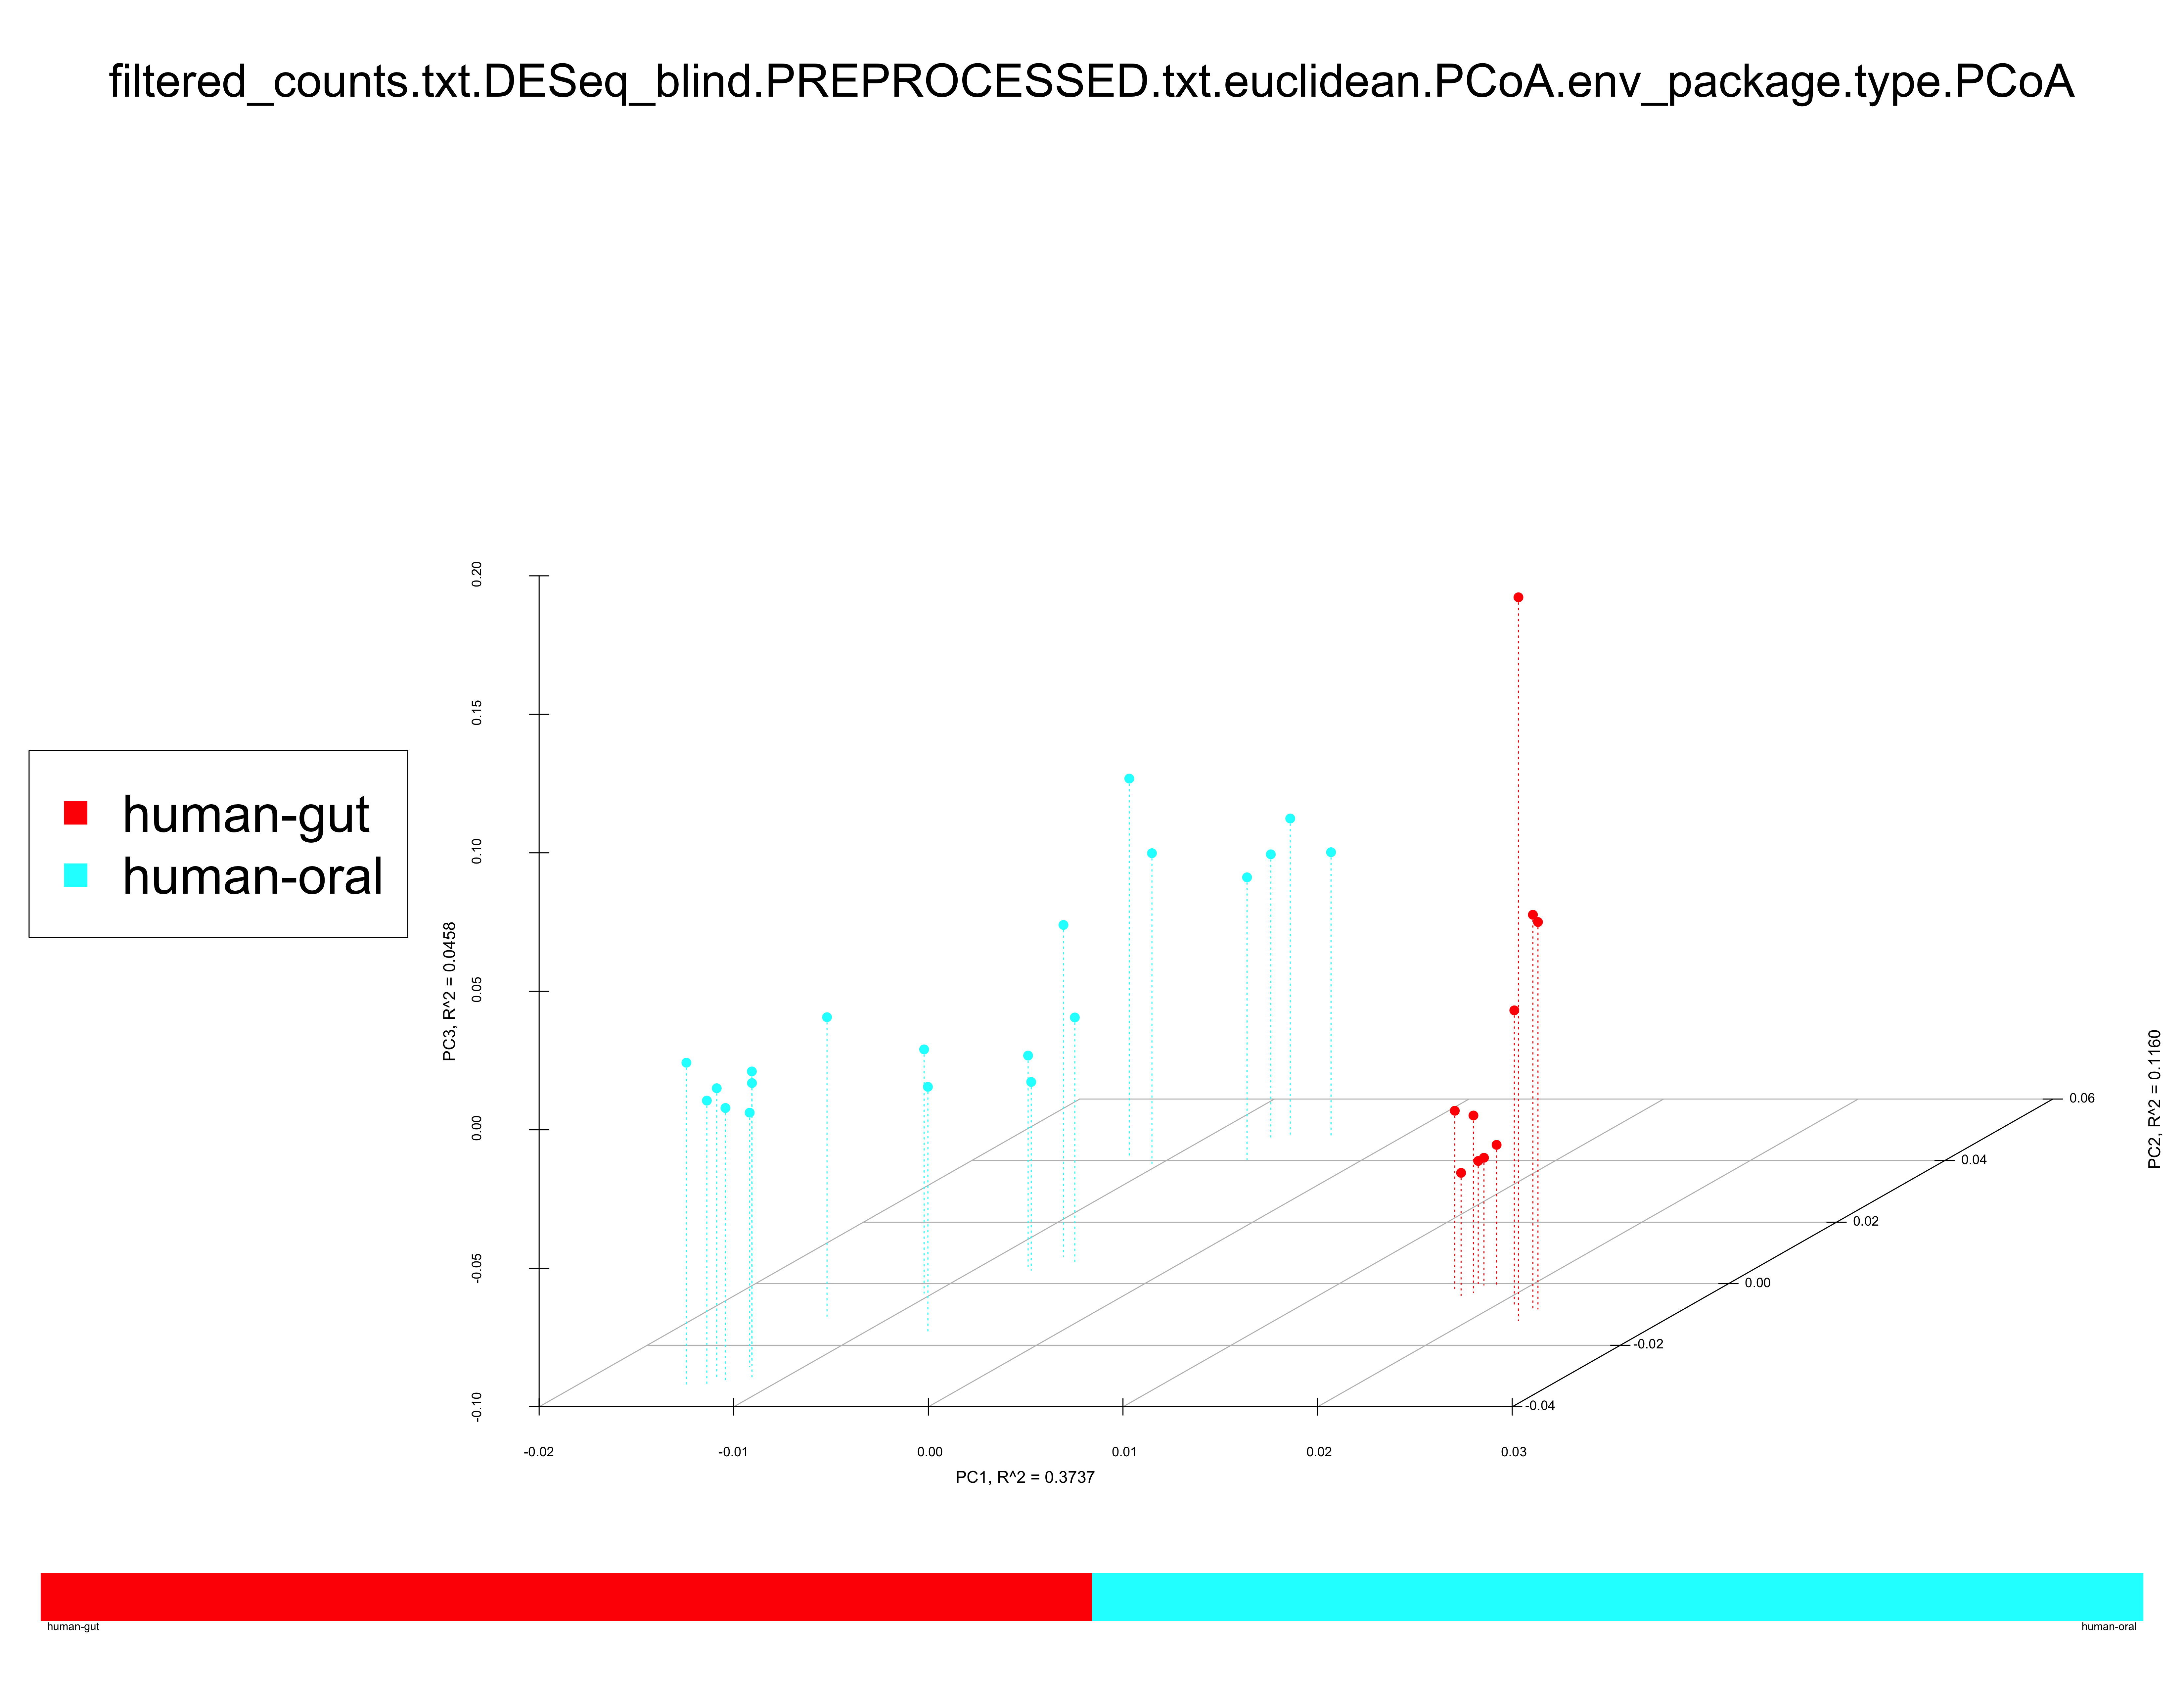 filtered_counts.txt.DESeq_blind.PREPROCESSED.txt.euclidean.PCoA.env_package.type.PCoA
human-gut
human-oral
PC3, R^2 = 0.0458
0.20
0.15
0.10
0.05
0.00
-0.05
-0.10
-0.02
-0.01
0.00
0.01
0.02
0.03
PC1, R^2 = 0.3737
0.06
0.04
0.02
0.00
-0.02
-0.04
PC2, R^2 = 0.1160
human-gut
human-oral